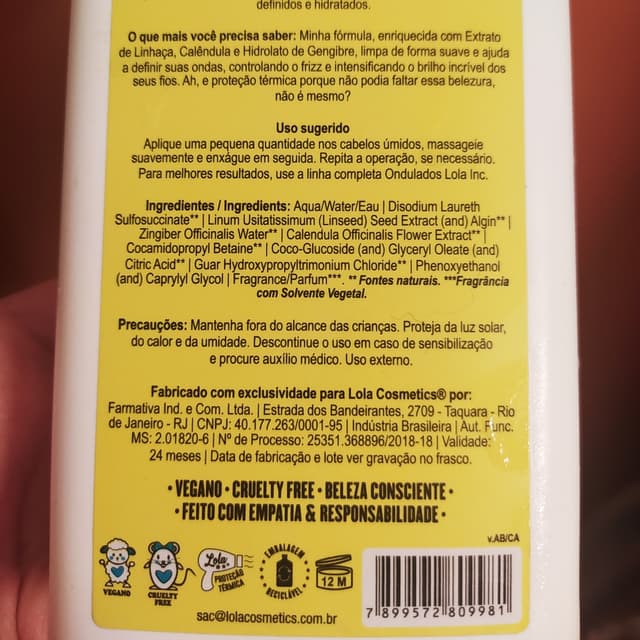 definidos e hidratados.
O que mais você precisa saber: Minha fórmula, enriquecida com Extrato
de Linhaça, Calêndula e Hidrolato de Gengibre, limpa de forma suave e ajuda
a definir suas ondas, controlando o frizz e intensificando o brilho incrível dos
seus fios. Ah, e proteção térmica porque não podia faltar essa belezura,
não é mesmo?
Uso sugerido
Aplique uma pequena quantidade nos cabelos úmidos, massageie
suavemente e enxágue em seguida. Repita a operação, se necessário.
Para melhores resultados, use a linha completa Ondulados Lola Inc.
Ingredientes / Ingredients: Aqua/Water/Eau | Disodium Laureth
Sulfosuccinate** | Linum Usitatissimum (Linseed) Seed Extract (and) Algin** |
Zingiber Officinalis Water** | Calendula Officinalis Flower Extract** |
Cocamidopropyl Betaine** | Coco-Glucoside (and) Glyceryl Oleate (and)
Citric Acid** | Guar Hydroxypropyltrimonium Chloride** | Phenoxyethanol
(and) Caprylyl Glycol | Fragrance/Parfum***. ** Fontes naturais. ***Fragrância
com Solvente Vegetal.
Precauções: Mantenha fora do alcance das crianças. Proteja da luz solar,
do calor e da umidade. Descontinue o uso em caso de sensibilização
e procure auxílio médico. Uso externo.
Fabricado com exclusividade para Lola Cosmetics® por:
Farmativa Ind. e Com. Ltda. | Estrada dos Bandeirantes, 2709 - Taquara - Rio
de Janeiro - RJ | CNPJ: 40.177.263/0001-95 | Indústria Brasileira | Aut. Func.
MS: 2.01820-6 | Nº de Processo: 25351.368896/2018-18 | Validade:
24 meses | Data de fabricação e lote ver gravação no frasco.
• VEGANO • CRUELTY FREE • BELEZA CONSCIENTE •
• FEITO COM EMPATIA & RESPONSABILIDADE •
v.AB/CA
VEGANO
CRUELTY FREE
Lola
PROTEÇÃO TÉRMICA
EMBALAGEM RECICLÁVEL
12 M
7 899572 809981
sac@lolacosmetics.com.br